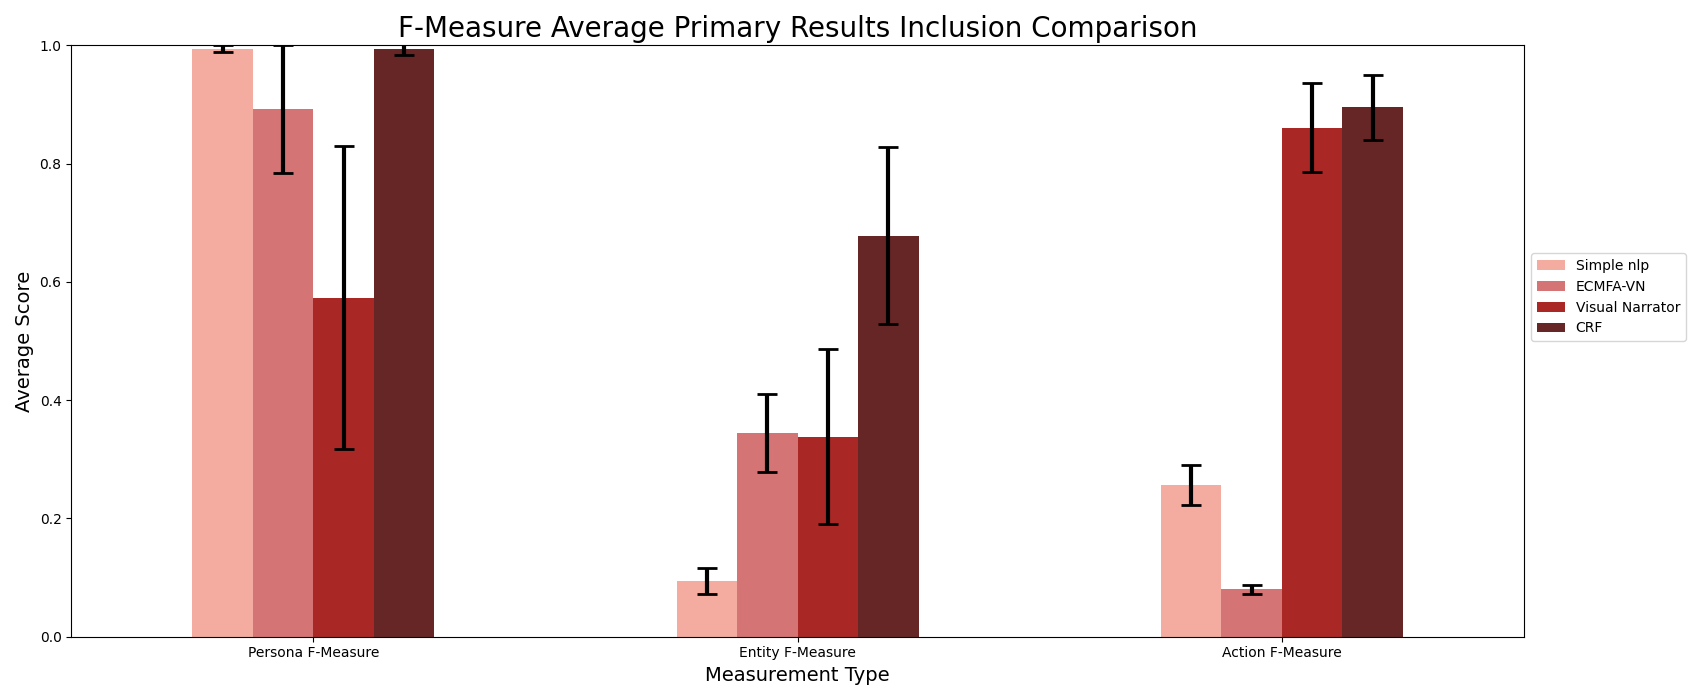 F-Measure Average Primary Results Inclusion Comparison
1.0
0.8
0.6
0.4
0.2
0.0
Average Score
Persona F-Measure
Entity F-Measure
Action F-Measure
Measurement Type
Simple nlp
ECMFA-VN
Visual Narrator
CRF